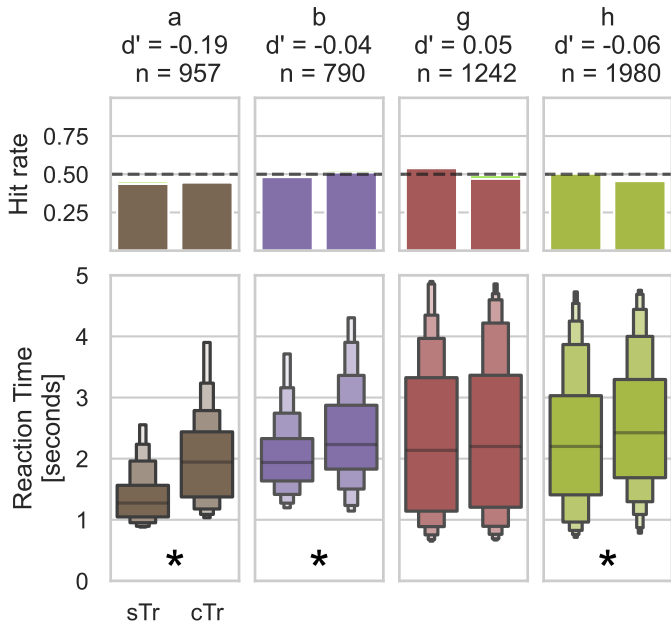 a b g h
d' = -0.19 d' = -0.04 d' = 0.05 d' = -0.06
n = 957 n = 790 n = 1242 n = 1980
Hit rate
0.75
0.50
0.25
Reaction Time
[seconds]
5
4
3
2
1
0
* * *
sTr cTr